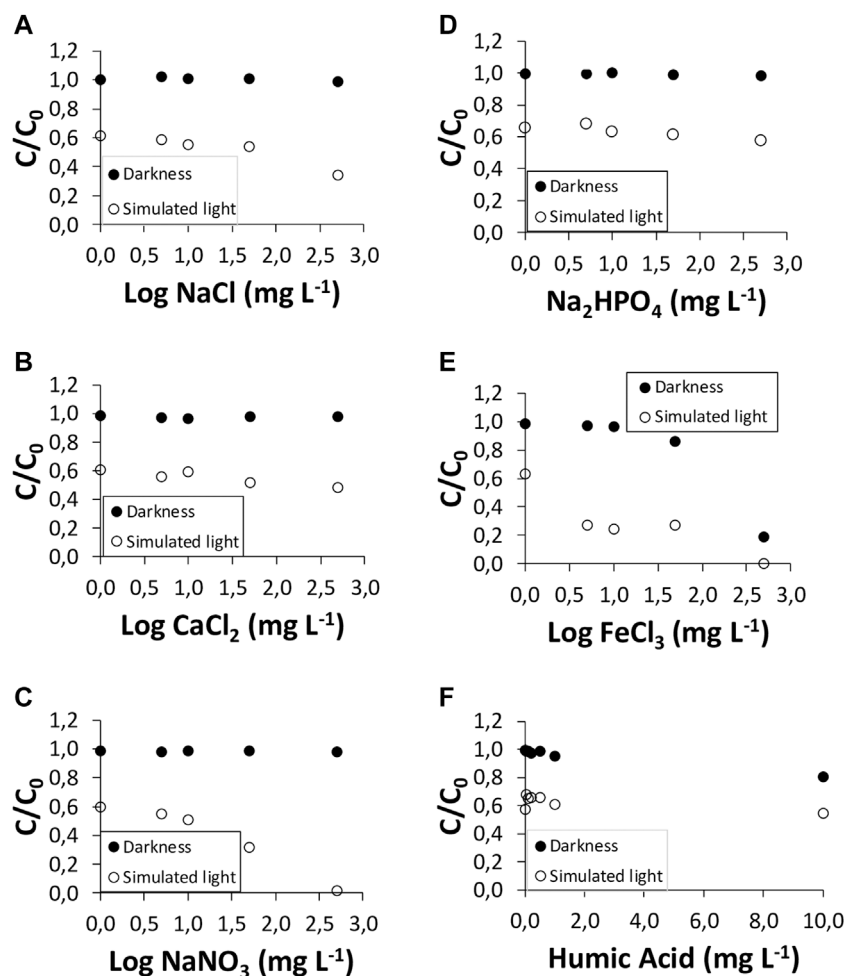 A
1,2
1,0
0,8
0,6
0,4
0,2
0,0
C/C₀
Darkness
Simulated light
0,0 0,5 1,0 1,5 2,0 2,5 3,0
Log NaCl (mg L⁻¹)
B
1,2
1,0
0,8
0,6
0,4
0,2
0,0
C/C₀
Darkness
Simulated light
0,0 0,5 1,0 1,5 2,0 2,5 3,0
Log CaCl₂ (mg L⁻¹)
C
1,2
1,0
0,8
0,6
0,4
0,2
0,0
C/C₀
Darkness
Simulated light
0,0 0,5 1,0 1,5 2,0 2,5 3,0
Log NaNO₃ (mg L⁻¹)
D
1,2
1,0
0,8
0,6
0,4
0,2
0,0
C/C₀
Darkness
Simulated light
0,0 0,5 1,0 1,5 2,0 2,5 3,0
Na₂HPO₄ (mg L⁻¹)
E
1,2
1,0
0,8
0,6
0,4
0,2
0,0
C/C₀
Darkness
Simulated light
0,0 0,5 1,0 1,5 2,0 2,5 3,0
Log FeCl₃ (mg L⁻¹)
F
1,2
1,0
0,8
0,6
0,4
0,2
0,0
C/C₀
Darkness
Simulated light
0,0 2,0 4,0 6,0 8,0 10,0
Humic Acid (mg L⁻¹)